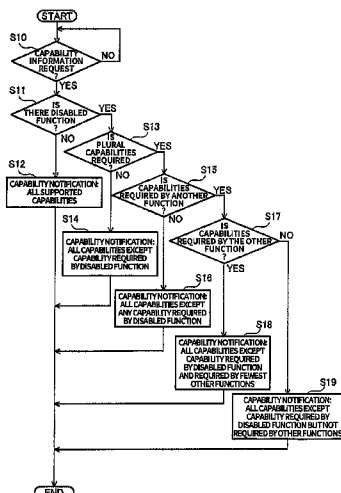 START
S10
CAPABILITY
INFORMATION
REQUEST
?
NO
YES
S11
IS
THERE DISABLED
FUNCTION
?
YES
NO
S13
IS
PLURAL
CAPABILITIES
REQUIRED
?
YES
NO
S15
IS
CAPABILITIES
REQUIRED BY ANOTHER
FUNCTION
?
YES
NO
S17
IS
CAPABILITIES
REQUIRED BY THE OTHER
FUNCTION
?
NO
YES
S12
CAPABILITY NOTIFICATION:
ALL SUPPORTED
CAPABILITIES
S14
CAPABILITY NOTIFICATION:
ALL CAPABILITIES EXCEPT
CAPABILITY REQUIRED
BY DISABLED FUNCTION
S16
CAPABILITY NOTIFICATION:
ALL CAPABILITIES EXCEPT
ANY CAPABILITY REQUIRED
BY DISABLED FUNCTION
S18
CAPABILITY NOTIFICATION:
ALL CAPABILITIES EXCEPT
CAPABILITY REQUIRED
BY DISABLED FUNCTION
AND REQUIRED BY FEWEST
OTHER FUNCTIONS
S19
CAPABILITY NOTIFICATION:
ALL CAPABILITIES EXCEPT
CAPABILITY REQUIRED BY
DISABLED FUNCTION BUT NOT
REQUIRED BY OTHER FUNCTIONS
END